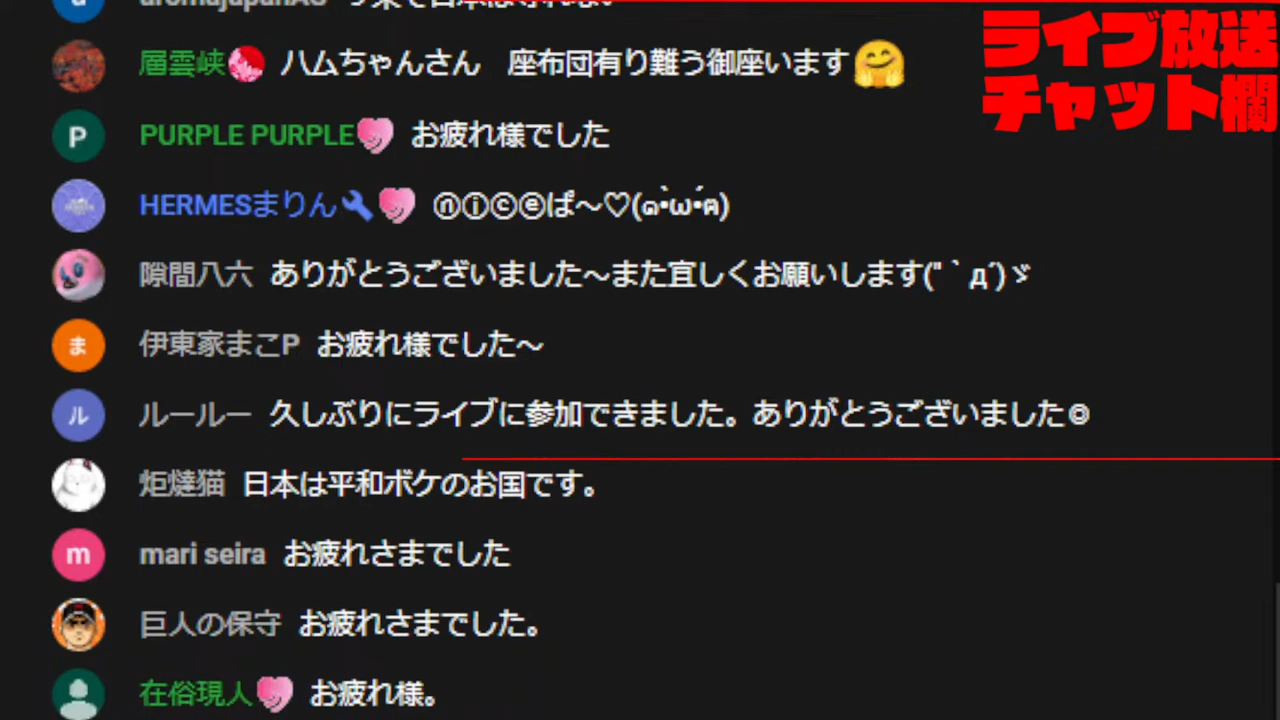 ライブ放送
チャット欄
層雲峡 ハムちゃんさん　座布団有り難う御座います🤗
P PURPLE PURPLE お疲れ様でした
HERMESまりん ⓝⓘⓒⓔぱ～♡(๑•̀ω•́ฅ)
隙間八六 ありがとうございました～また宜しくお願いします("｀д´)ゞ
ま 伊東家まこP お疲れ様でした～
ル ルールー 久しぶりにライブに参加できました。ありがとうございました◎
炬燵猫 日本は平和ボケのお国です。
m mari seira お疲れさまでした
巨人の保守 お疲れさまでした。
在俗現人 お疲れ様。